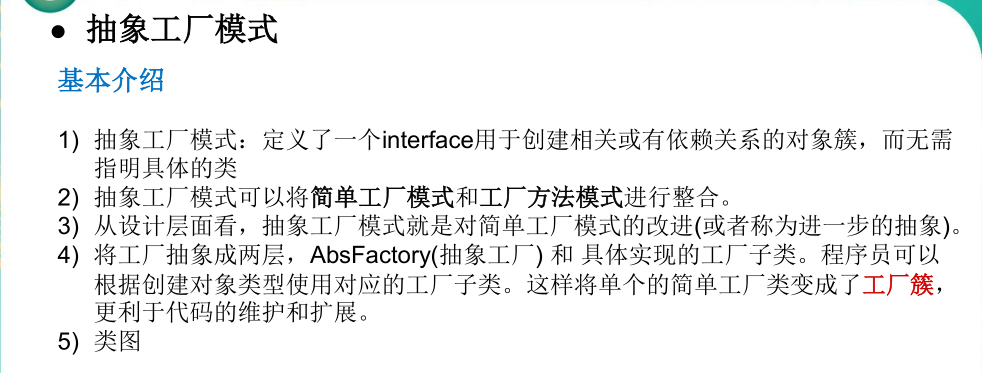 ● 抽象工厂模式
基本介绍
1) 抽象工厂模式：定义了一个interface用于创建相关或有依赖关系的对象簇，而无需
指明具体的类
2) 抽象工厂模式可以将简单工厂模式和工厂方法模式进行整合。
3) 从设计层面看，抽象工厂模式就是对简单工厂模式的改进(或者称为进一步的抽象)。
4) 将工厂抽象成两层，AbsFactory(抽象工厂) 和 具体实现的工厂子类。程序员可以
根据创建对象类型使用对应的工厂子类。这样将单个的简单工厂类变成了工厂簇，
更利于代码的维护和扩展。
5) 类图